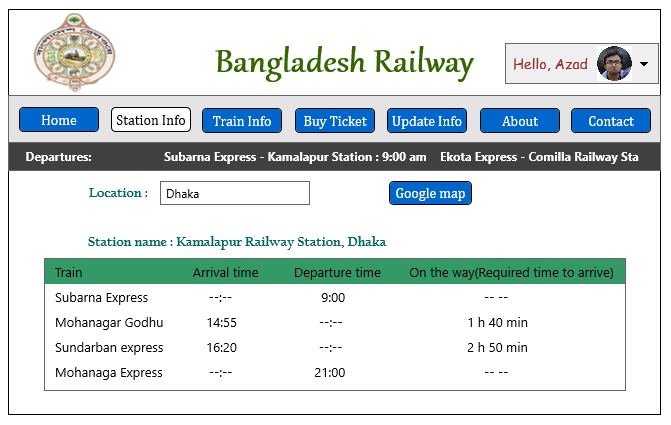 Bangladesh Railway
Hello, Azad
Home Station Info Train Info Buy Ticket Update Info About Contact
Departures: Subarna Express - Kamalapur Station : 9:00 am Ekota Express - Comilla Railway Sta
Location : Dhaka Google map
Station name : Kamalapur Railway Station, Dhaka
Train Arrival time Departure time On the way(Required time to arrive)
Subarna Express --:-- 9:00 -- --
Mohanagar Godhu 14:55 --:-- 1 h 40 min
Sundarban express 16:20 --:-- 2 h 50 min
Mohanaga Express --:-- 21:00 -- --